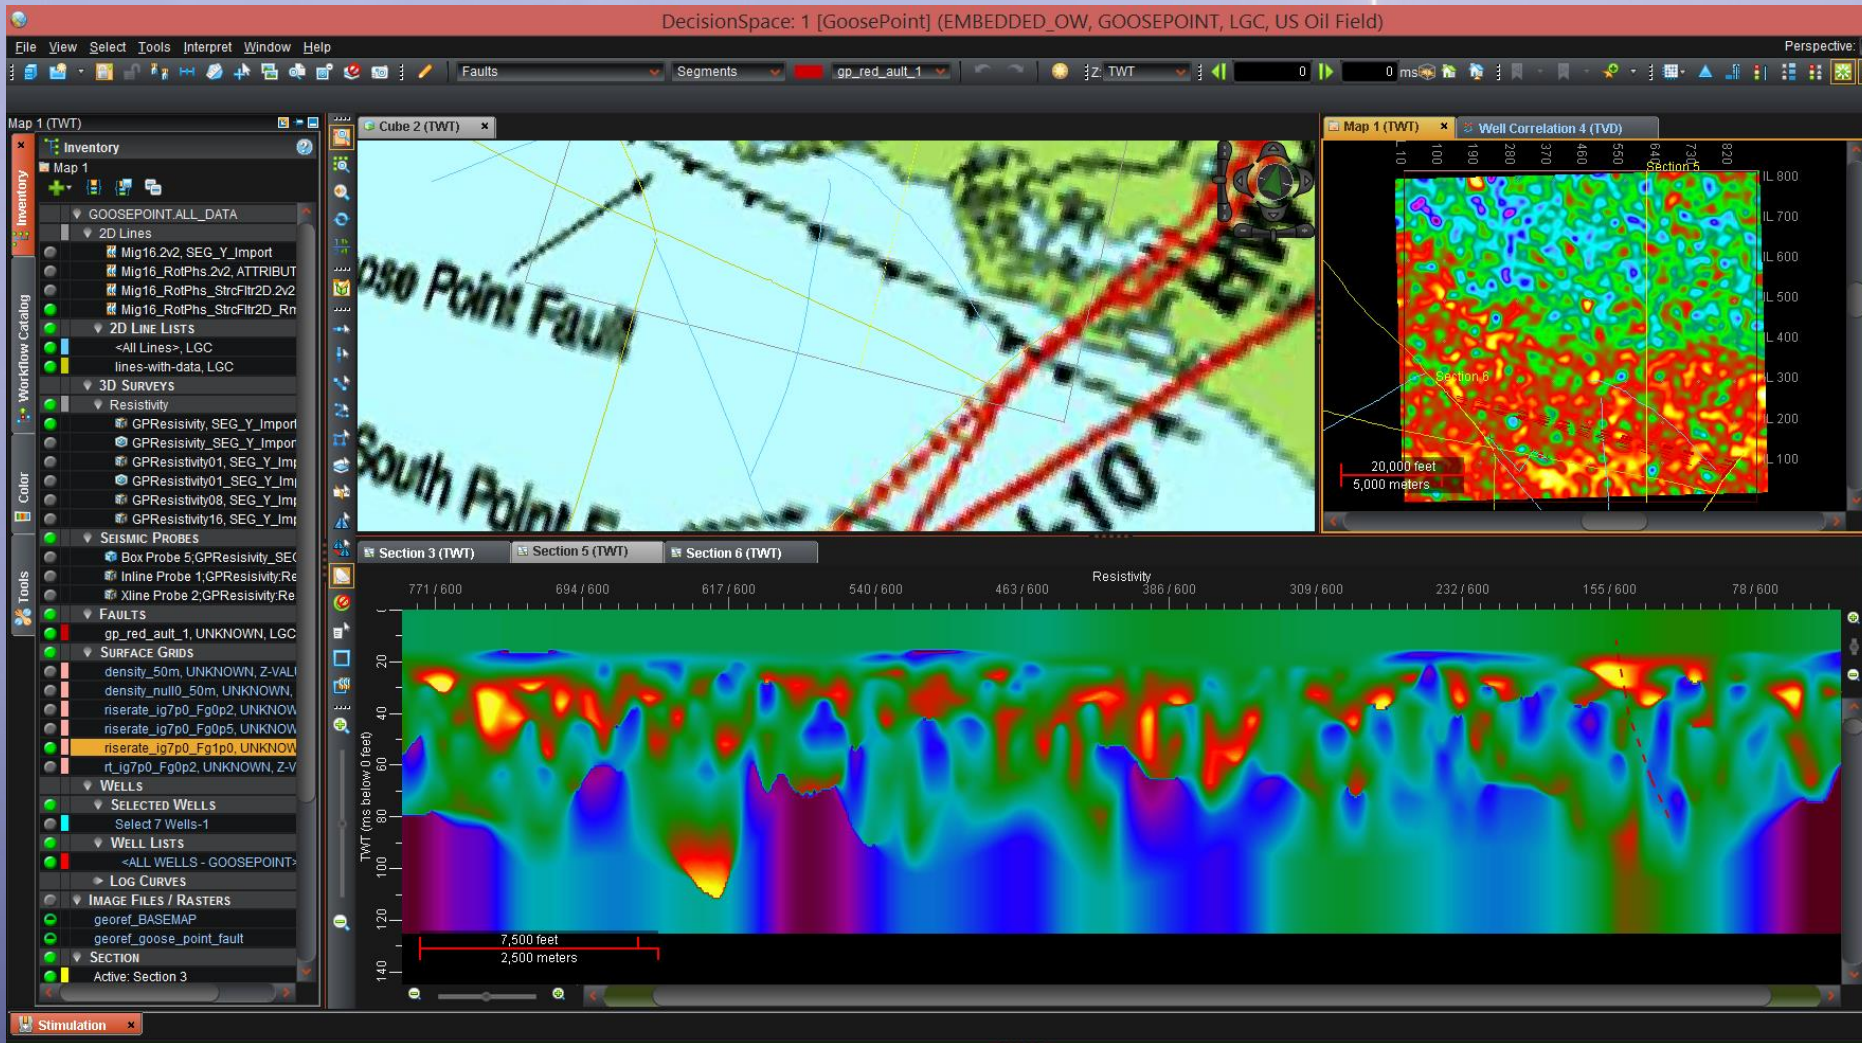 DecisionSpace: 1 [GoosePoint] (EMBEDDED_OW, GOOSEPOINT, LGC, US Oil Field)
File View Select Tools Interpret Window Help
Perspective:
Faults
Segments
gp_red_ault_1
Z: TWT
0
0 ms
Map 1 (TWT)
Inventory
Workflow Catalog
Color
Tools
Inventory
Map 1
GOOSEPOINT.ALL_DATA
2D Lines
Mig16.2v2, SEG_Y_Import
Mig16_RotPhs.2v2, ATTRIBUT
Mig16_RotPhs_StrcFltr2D.2v2
Mig16_RotPhs_StrcFltr2D_Rm
2D LINE LISTS
<All Lines>, LGC
lines-with-data, LGC
3D SURVEYS
Resistivity
GPResisivity, SEG_Y_Import
GPResisivity_SEG_Y_Impor
GPResistivity01, SEG_Y_Imp
GPResistivity01_SEG_Y_Im
GPResistivity08, SEG_Y_Imp
GPResistivity16, SEG_Y_Imp
SEISMIC PROBES
Box Probe 5;GPResisivity_SEG
Inline Probe 1;GPResisivity:Re
Xline Probe 2;GPResisivity:Re
FAULTS
gp_red_ault_1, UNKNOWN, LGC
SURFACE GRIDS
density_50m, UNKNOWN, Z-VAL
density_null0_50m, UNKNOWN,
riserate_ig7p0_Fg0p2, UNKNOW
riserate_ig7p0_Fg0p5, UNKNOW
riserate_ig7p0_Fg1p0, UNKNOW
rt_ig7p0_Fg0p2, UNKNOWN, Z-V
WELLS
SELECTED WELLS
Select 7 Wells-1
WELL LISTS
<ALL WELLS - GOOSEPOINT>
LOG CURVES
IMAGE FILES / RASTERS
georef_BASEMAP
georef_goose_point_fault
SECTION
Active: Section 3
Cube 2 (TWT)
ose Point Fault
South Point F
10
Map 1 (TWT)
Well Correlation 4 (TVD)
10 100 190 280 370 460 550 640 730 820
Section 5
IL 800
IL 700
IL 600
IL 500
IL 400
IL 300
IL 200
IL 100
Section 6
20,000 feet
5,000 meters
Section 3 (TWT)
Section 5 (TWT)
Section 6 (TWT)
Resistivity
771 / 600 694 / 600 617 / 600 540 / 600 463 / 600 386 / 600 309 / 600 232 / 600 155 / 600 78 / 600
TWT (ms below 0 feet)
20
40
60
80
100
120
140
7,500 feet
2,500 meters
Stimulation